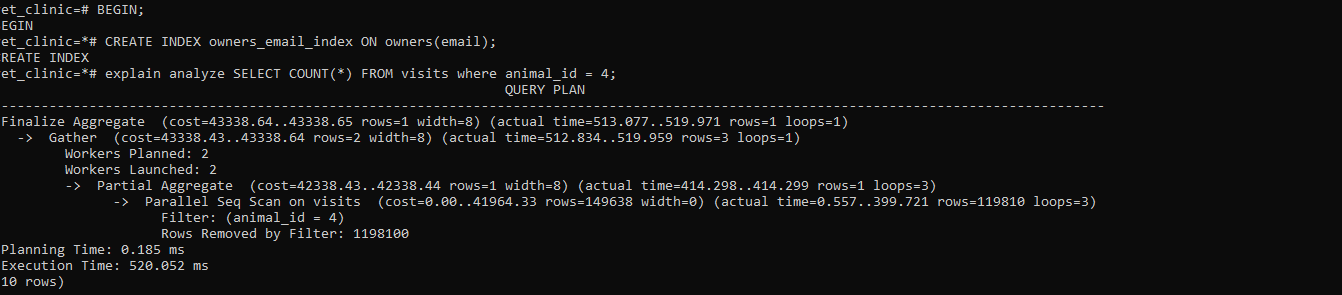 et_clinic=# BEGIN;
EGIN
et_clinic=*# CREATE INDEX owners_email_index ON owners(email);
REATE INDEX
et_clinic=*# explain analyze SELECT COUNT(*) FROM visits where animal_id = 4;
QUERY PLAN
-----------------------------------------------------------------------------------------------------------------------------------------
Finalize Aggregate  (cost=43338.64..43338.65 rows=1 width=8) (actual time=513.077..519.971 rows=1 loops=1)
  ->  Gather  (cost=43338.43..43338.64 rows=2 width=8) (actual time=512.834..519.959 rows=3 loops=1)
        Workers Planned: 2
        Workers Launched: 2
        ->  Partial Aggregate  (cost=42338.43..42338.44 rows=1 width=8) (actual time=414.298..414.299 rows=1 loops=3)
              ->  Parallel Seq Scan on visits  (cost=0.00..41964.33 rows=149638 width=0) (actual time=0.557..399.721 rows=119810 loops=3)
                    Filter: (animal_id = 4)
                    Rows Removed by Filter: 1198100
Planning Time: 0.185 ms
Execution Time: 520.052 ms
10 rows)